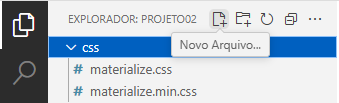 EXPLORADOR: PROJETO02
css
Novo Arquivo...
# materialize.css
# materialize.min.css